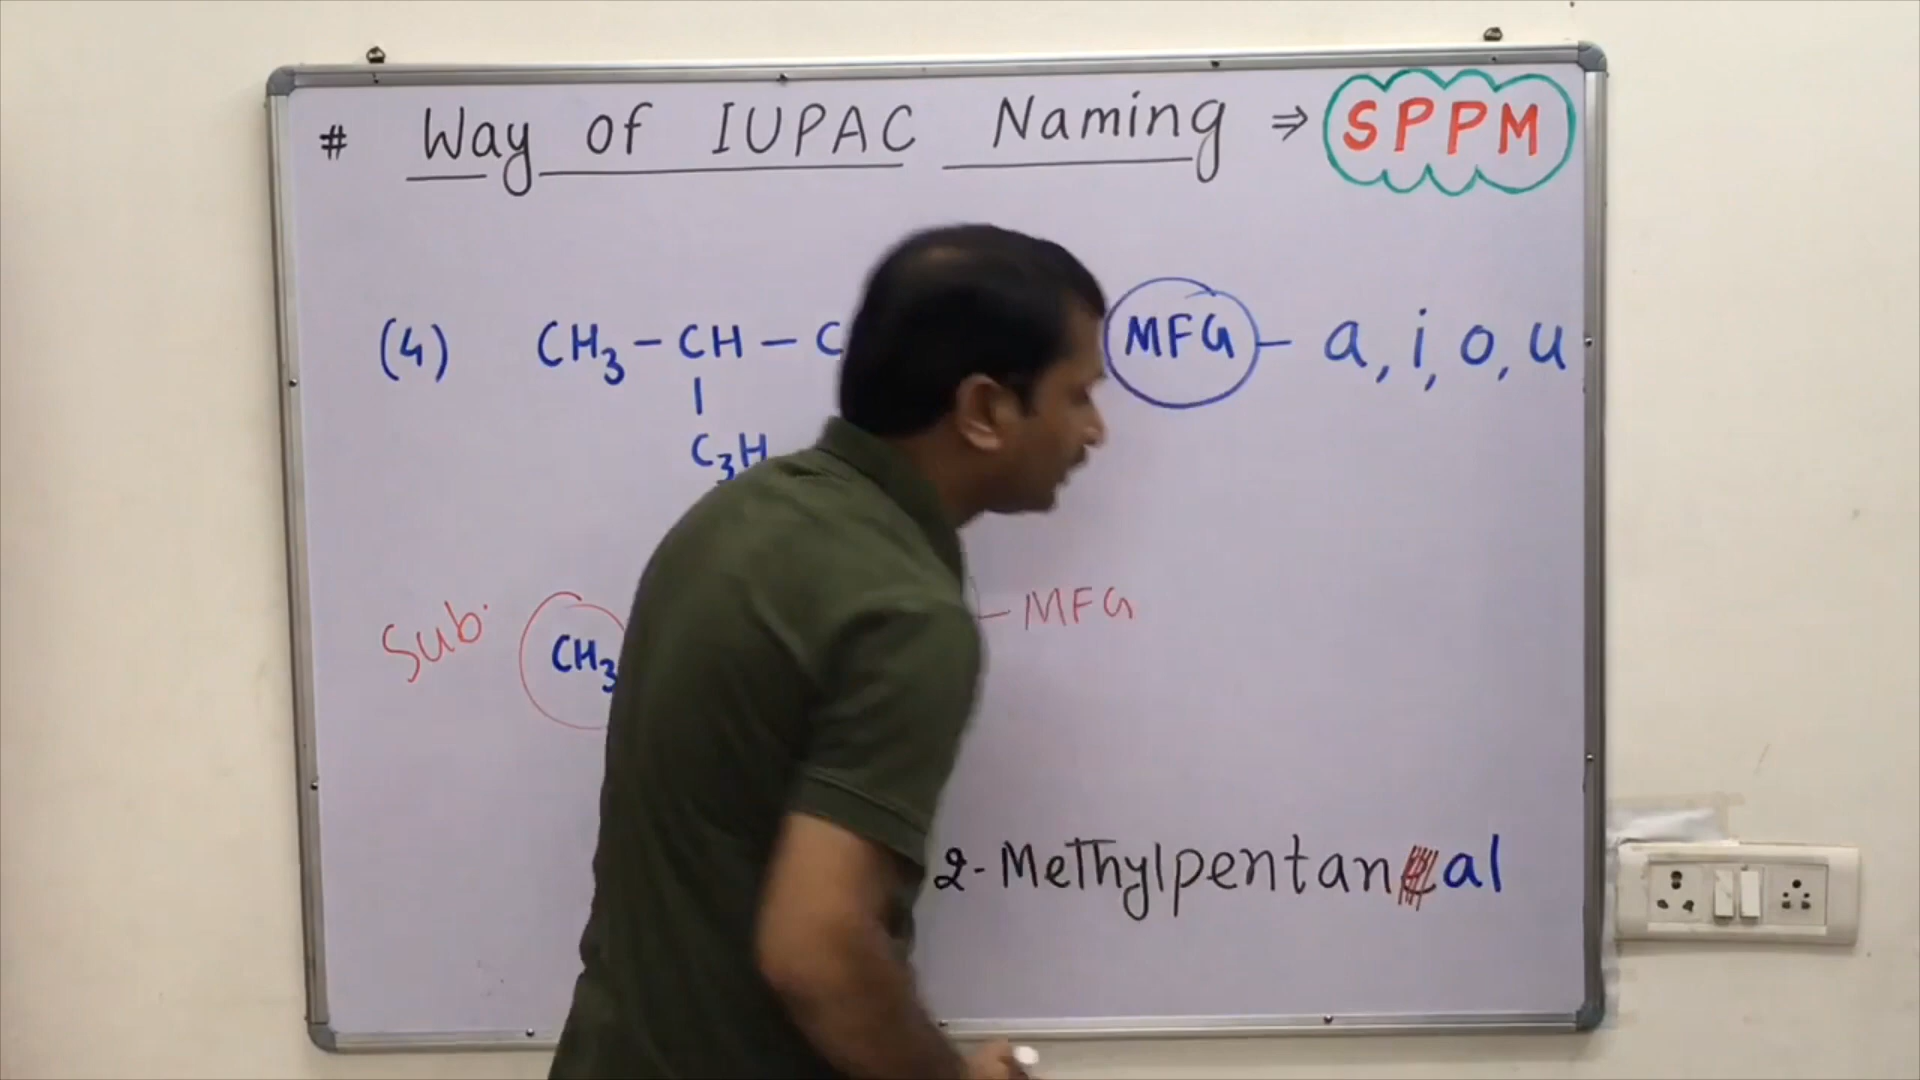 # Way of IUPAC Naming ⇒ SPPM
(4) CH₃ – CH – C
MFG – a, i, o, u
C₃H
Sub.
CH₃
MFG
2-Methylpentanal